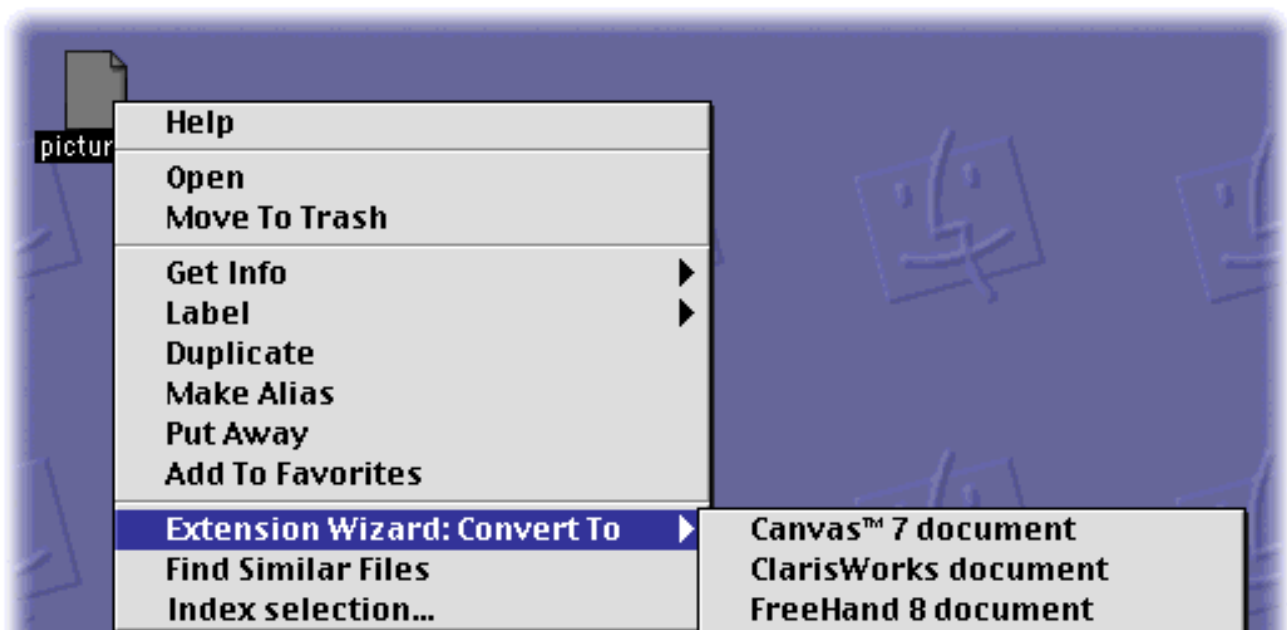 pictur
Help
Open
Move To Trash
Get Info
Label
Duplicate
Make Alias
Put Away
Add To Favorites
Extension Wizard: Convert To
Find Similar Files
Index selection...
Canvas™ 7 document
ClarisWorks document
FreeHand 8 document